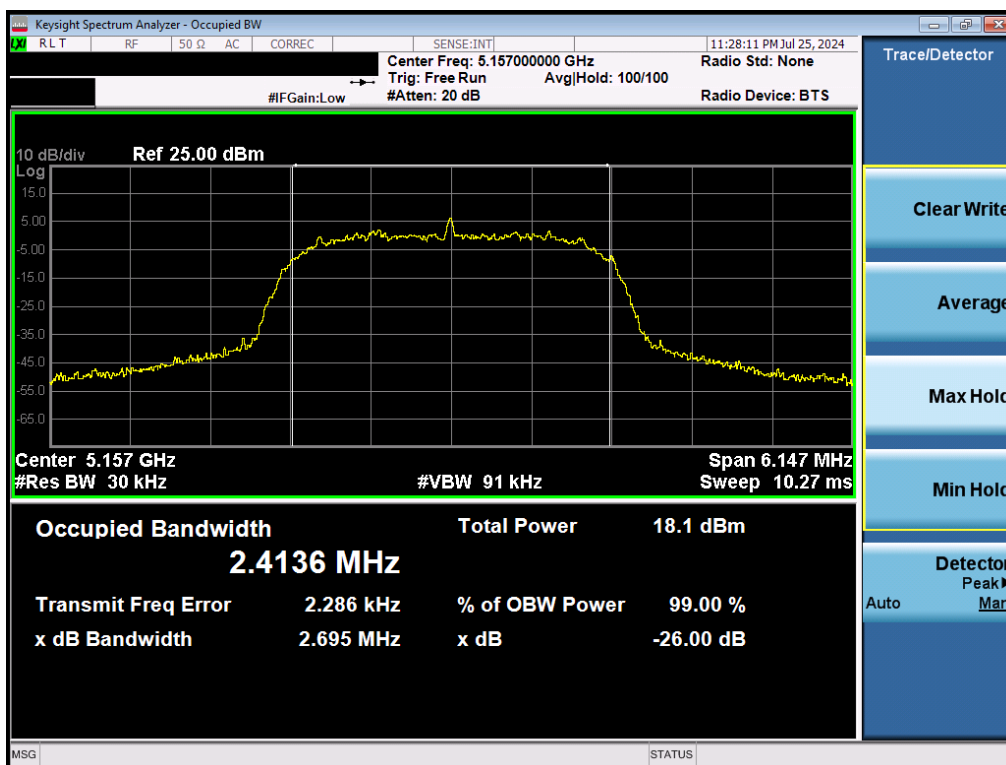 Keysight Spectrum Analyzer - Occupied BW
LXI RLT RF 50 Ω AC CORREC SENSE:INT 11:28:11 PM Jul 25, 2024
Center Freq: 5.157000000 GHz Radio Std: None
Trig: Free Run Avg|Hold: 100/100
#IFGain:Low #Atten: 20 dB Radio Device: BTS
10 dB/div Ref 25.00 dBm
Log
15.0
5.00
-5.00
-15.0
-25.0
-35.0
-45.0
-55.0
-65.0
Center 5.157 GHz Span 6.147 MHz
#Res BW 30 kHz #VBW 91 kHz Sweep 10.27 ms
Occupied Bandwidth Total Power 18.1 dBm
2.4136 MHz
Transmit Freq Error 2.286 kHz % of OBW Power 99.00 %
x dB Bandwidth 2.695 MHz x dB -26.00 dB
MSG STATUS
Trace/Detector
Clear Write
Average
Max Hold
Min Hold
Detector
Peak▶
Auto Man